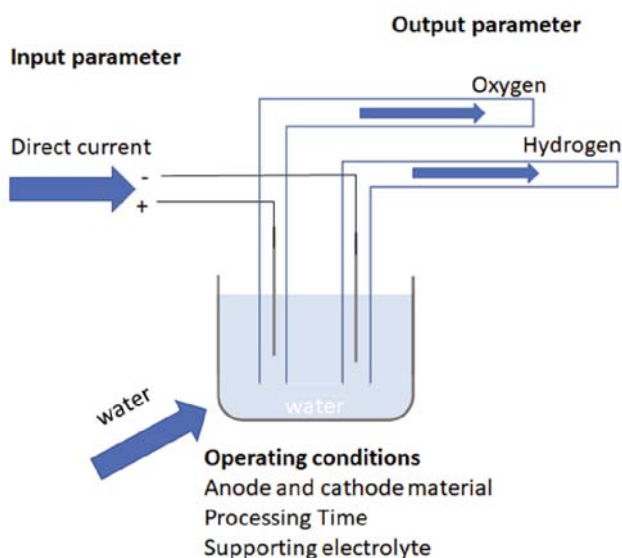 Output parameter
Input parameter
Oxygen
Direct current
Hydrogen
-
+
water
water
Operating conditions
Anode and cathode material
Processing Time
Supporting electrolyte